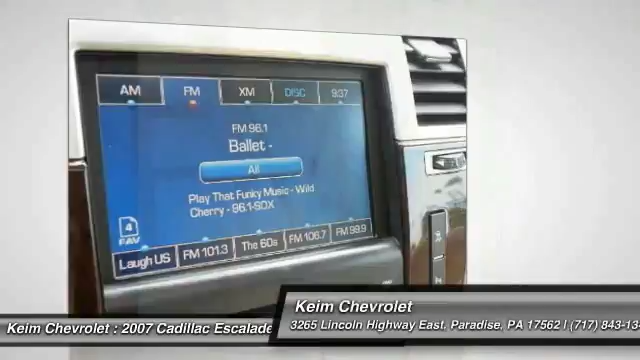 AM FM XM DISC 9:37
FM 96.1
Ballet -
All
Play That Funky Music - Wild
Cherry - 96.1-SOX
4
FAV
Laugh US FM 101.3 The 60s FM 106.7 FM 99.9
Keim Chevrolet
Keim Chevrolet : 2007 Cadillac Escalade
3265 Lincoln Highway East, Paradise, PA 17562 | (717) 843-13